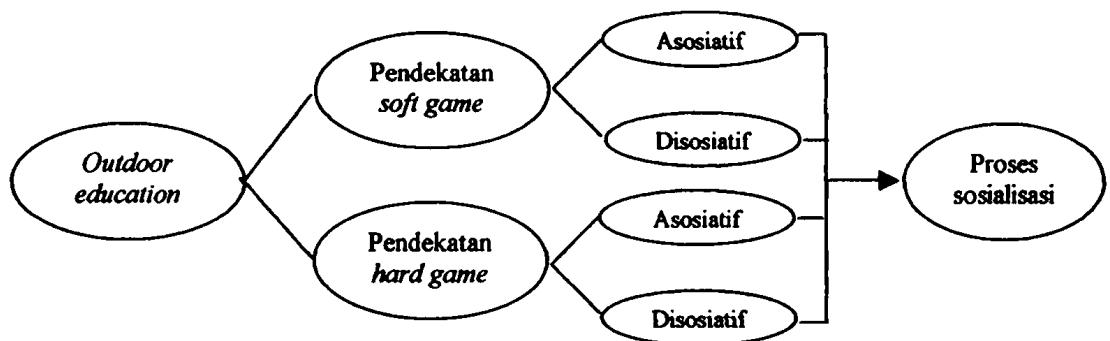 Outdoor
education
Pendekatan
soft game
Pendekatan
hard game
Asosiatif
Disosiatif
Asosiatif
Disosiatif
Proses
sosialisasi